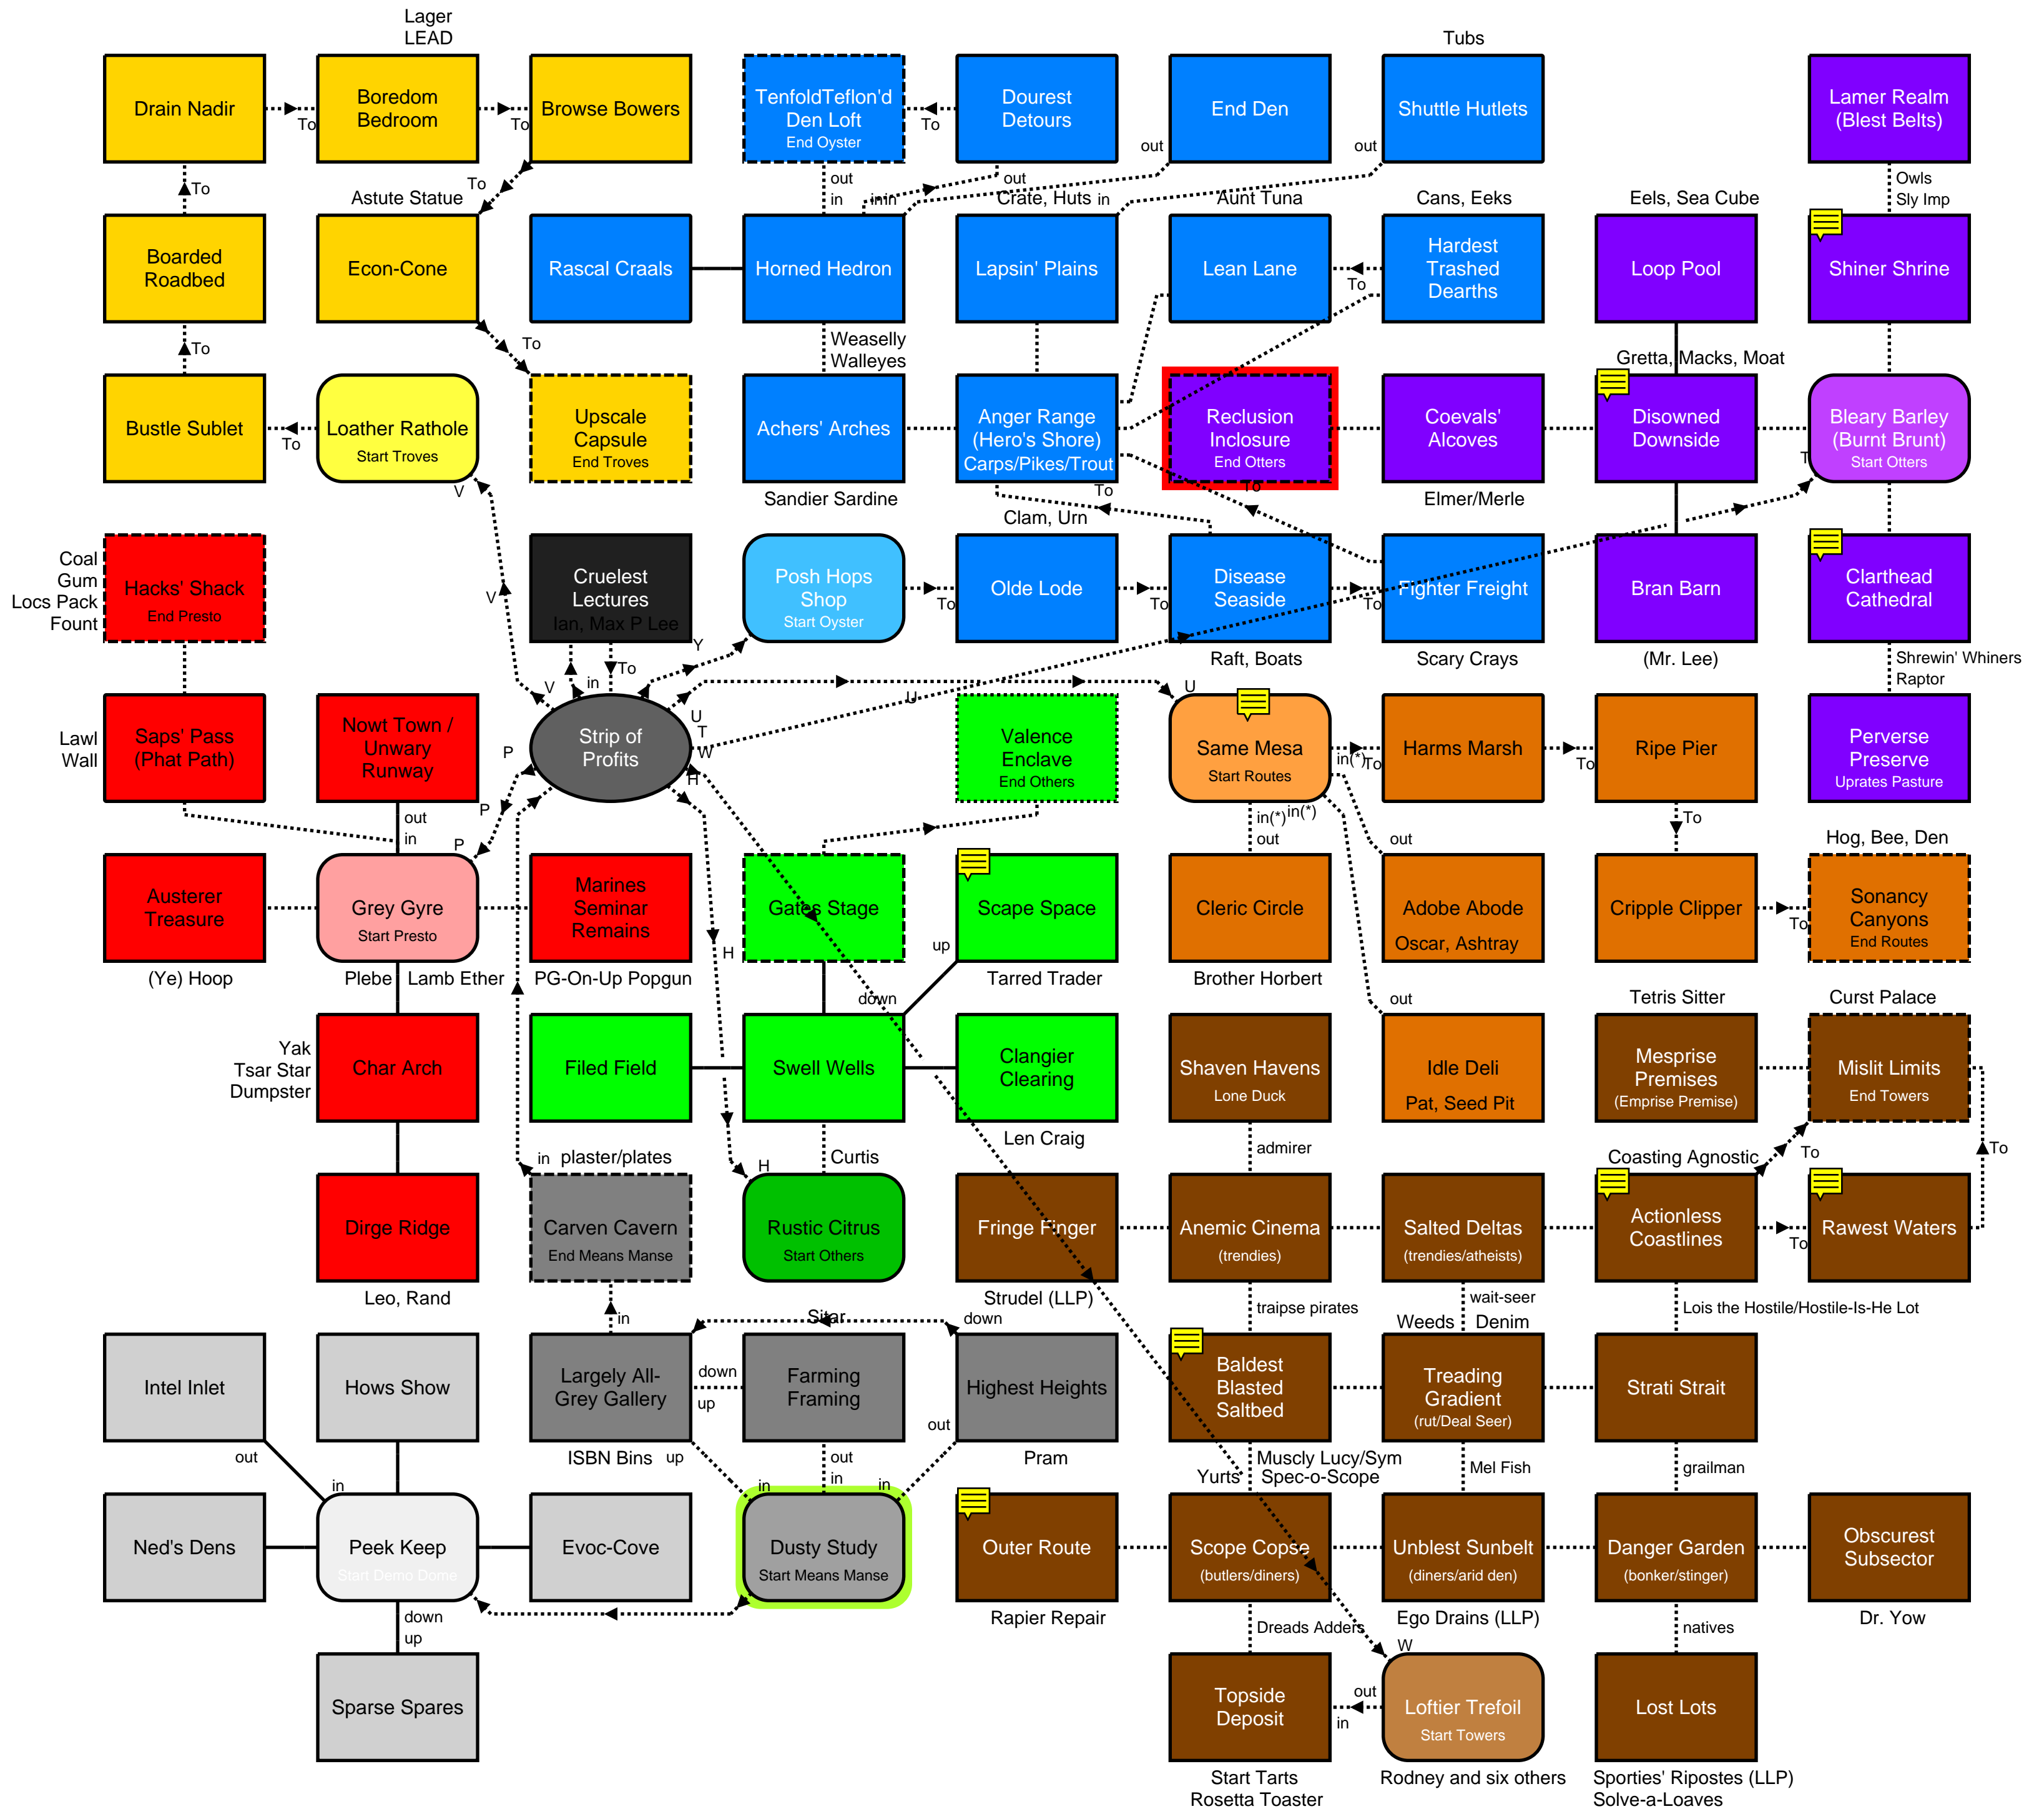 Lager
LEAD
Tubs
Drain Nadir
To
Boredom
Bedroom
To
Browse Bowers
TenfoldTeflon'd
Den Loft
End Oyster
To
Dourest
Detours
End Den
Shuttle Hutlets
Lamer Realm
(Blest Belts)
out
out
To
To
out
in
inin
out
Owls
Sly Imp
Astute Statue
Crate, Huts
in
Aunt Tuna
Cans, Eeks
Eels, Sea Cube
Boarded
Roadbed
Econ-Cone
Rascal Craals
Horned Hedron
Lapsin' Plains
Lean Lane
To
Hardest
Trashed
Dearths
Loop Pool
Shiner Shrine
To
To
Weaselly
Walleyes
Gretta, Macks, Moat
Bustle Sublet
To
Loather Rathole
Start Troves
Upscale
Capsule
End Troves
Achers' Arches
Anger Range
(Hero's Shore)
Carps/Pikes/Trout
Reclusion
Inclosure
End Otters
Coevals'
Alcoves
Disowned
Downside
Bleary Barley
(Burnt Brunt)
Start Otters
T
V
Sandier Sardine
To
To
Elmer/Merle
Clam, Urn
Coal
Gum
Locs Pack
Fount
Hacks' Shack
End Presto
V
Cruelest
Lectures
Ian, Max P Lee
Posh Hops
Shop
Start Oyster
To
Olde Lode
To
Disease
Seaside
To
Fighter Freight
Bran Barn
Clarthead
Cathedral
Y
Raft, Boats
Scary Crays
(Mr. Lee)
Shrewin' Whiners
Raptor
V
in
To
U
U
U
T
W
H
Lawl
Wall
Saps' Pass
(Phat Path)
Nowt Town /
Unwary
Runway
P
Strip of
Profits
Valence
Enclave
End Others
Same Mesa
Start Routes
in(*)
To
Harms Marsh
To
Ripe Pier
Perverse
Preserve
Uprates Pasture
P
out
in
P
in(*)
in(*)
out
out
To
Hog, Bee, Den
Austerer
Treasure
Grey Gyre
Start Presto
Marines
Seminar
Remains
Gates Stage
Scape Space
Cleric Circle
Adobe Abode
Oscar, Ashtray
Cripple Clipper
To
Sonancy
Canyons
End Routes
H
up
(Ye) Hoop
Plebe
Lamb Ether
PG-On-Up Popgun
down
Tarred Trader
Brother Horbert
out
Tetris Sitter
Curst Palace
Yak
Tsar Star
Dumpster
Char Arch
Filed Field
Swell Wells
Clangier
Clearing
Shaven Havens
Lone Duck
Idle Deli
Pat, Seed Pit
Mesprise
Premises
(Emprise Premise)
Mislit Limits
End Towers
Len Craig
in
plaster/plates
Curtis
H
admirer
Coasting Agnostic
To
To
Dirge Ridge
Carven Cavern
End Means Manse
Rustic Citrus
Start Others
Fringe Finger
Anemic Cinema
(trendies)
Salted Deltas
(trendies/atheists)
Actionless
Coastlines
To
Rawest Waters
Leo, Rand
in
Sitar
Strudel (LLP)
down
traipse pirates
wait-seer
Weeds
Denim
Lois the Hostile/Hostile-Is-He Lot
Intel Inlet
Hows Show
Largely All-
Grey Gallery
down
up
Farming
Framing
Highest Heights
Baldest
Blasted
Saltbed
Treading
Gradient
(rut/Deal Seer)
Strati Strait
out
out
in
ISBN Bins
up
in
out
in
in
Pram
Muscly Lucy/Sym
Yurts
Spec-o-Scope
Mel Fish
grailman
Ned's Dens
Peek Keep
Start Demo Dome
Evoc-Cove
Dusty Study
Start Means Manse
Outer Route
Scope Copse
(butlers/diners)
Unblest Sunbelt
(diners/arid den)
Danger Garden
(bonker/stinger)
Obscurest
Subsector
down
up
Rapier Repair
Dreads Adders
Ego Drains (LLP)
W
natives
Dr. Yow
Sparse Spares
Topside
Deposit
out
in
Loftier Trefoil
Start Towers
Lost Lots
Start Tarts
Rosetta Toaster
Rodney and six others
Sporties' Ripostes (LLP)
Solve-a-Loaves